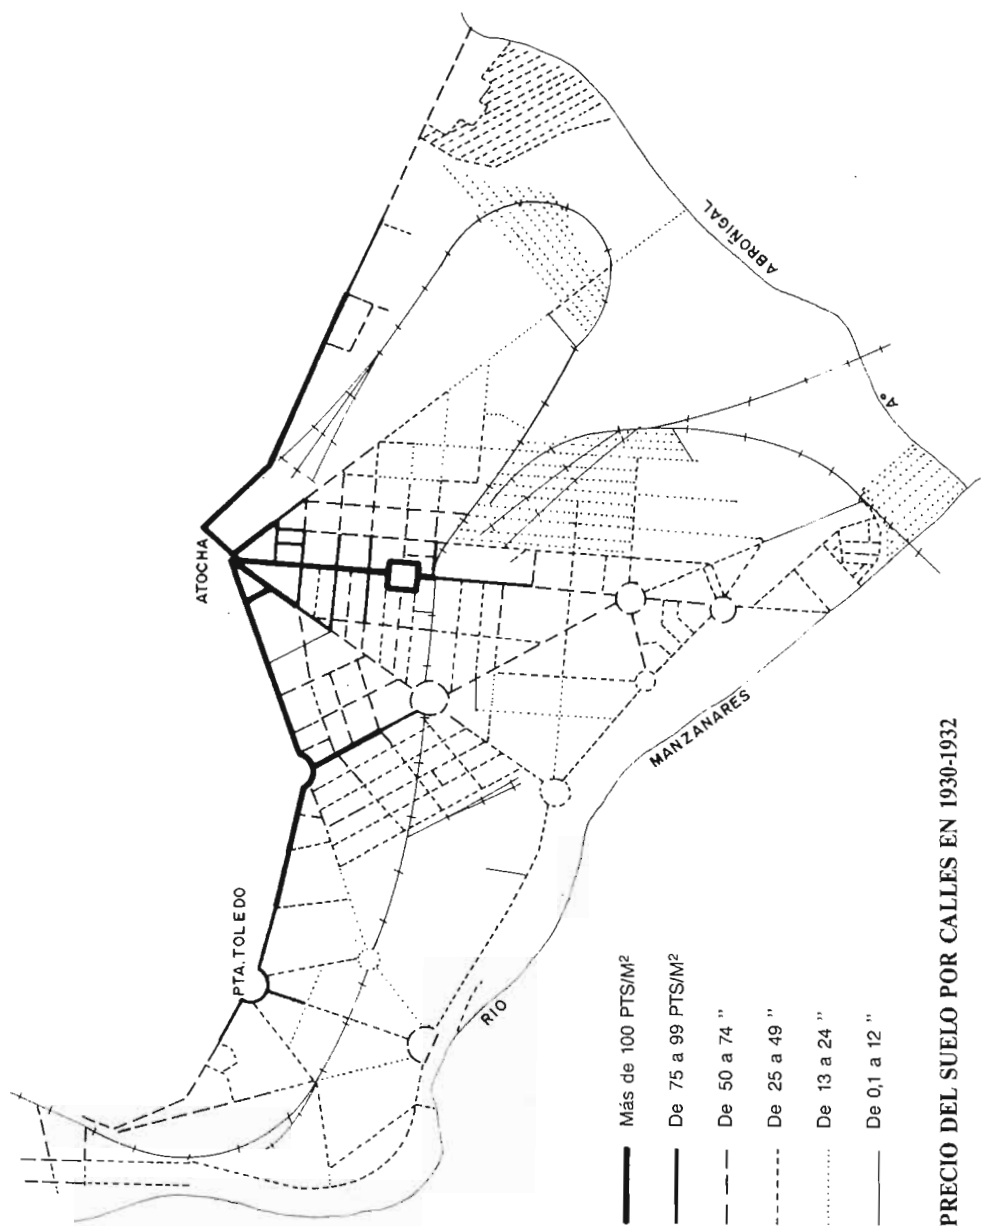 ATOCHA
PTA. TOLEDO
ABROÑIGAL
Aº
MANZANARES
RIO
Más de 100 PTS/M²
De 75 a 99 PTS/M²
De 50 a 74 "
De 25 a 49 "
De 13 a 24 "
De 0,1 a 12 "
PRECIO DEL SUELO POR CALLES EN 1930-1932